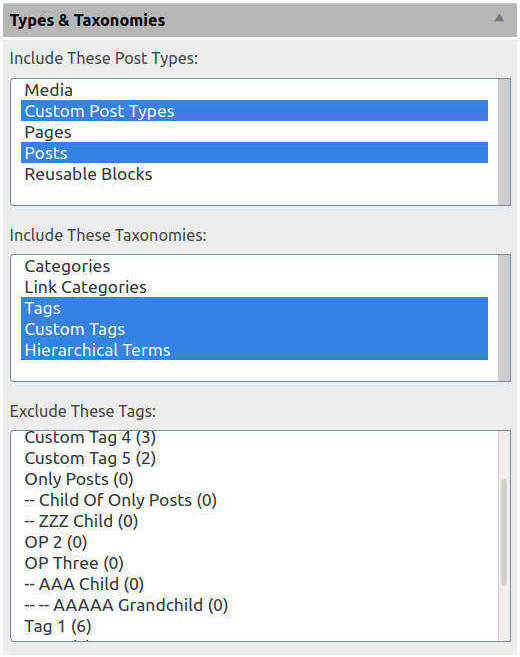 Types & Taxonomies
Include These Post Types:
Media
Custom Post Types
Pages
Posts
Reusable Blocks
Include These Taxonomies:
Categories
Link Categories
Tags
Custom Tags
Hierarchical Terms
Exclude These Tags:
Custom Tag 4 (3)
Custom Tag 5 (2)
Only Posts (0)
-- Child Of Only Posts (0)
-- ZZZ Child (0)
OP 2 (0)
OP Three (0)
-- AAA Child (0)
-- -- AAAAA Grandchild (0)
Tag 1 (6)